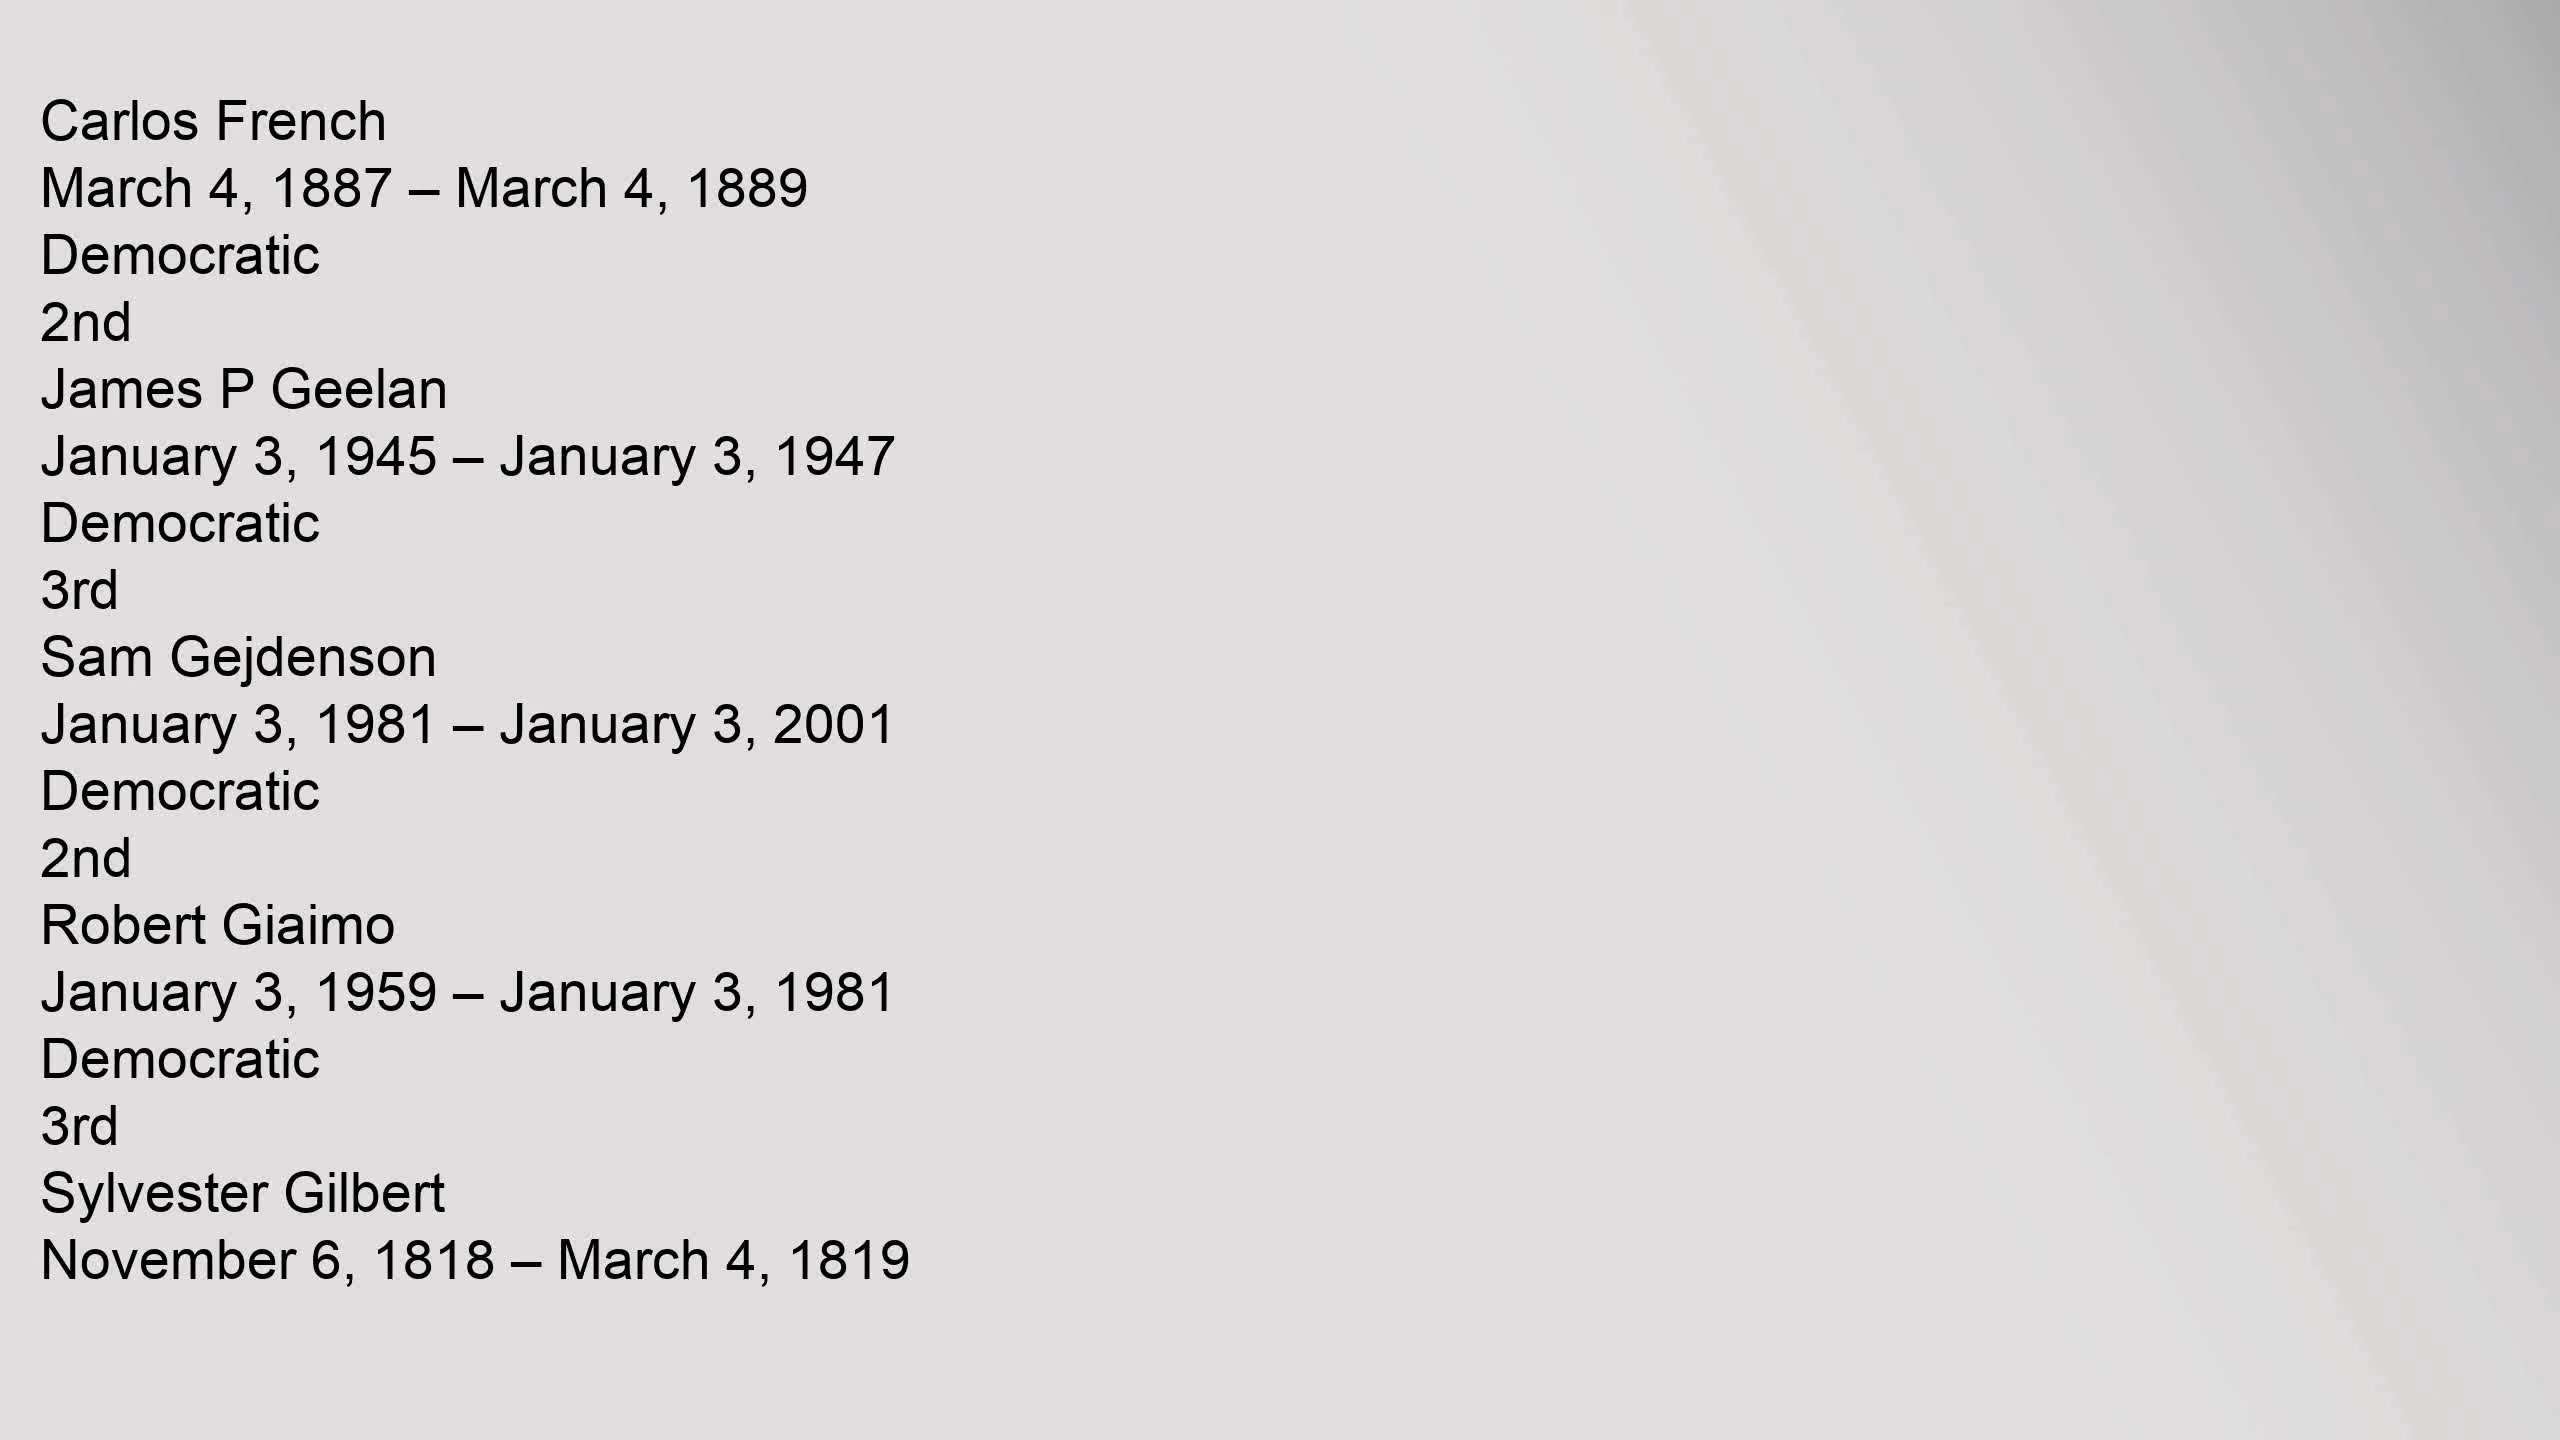 Carlos French
March 4, 1887 – March 4, 1889
Democratic
2nd
James P Geelan
January 3, 1945 – January 3, 1947
Democratic
3rd
Sam Gejdenson
January 3, 1981 – January 3, 2001
Democratic
2nd
Robert Giaimo
January 3, 1959 – January 3, 1981
Democratic
3rd
Sylvester Gilbert
November 6, 1818 – March 4, 1819